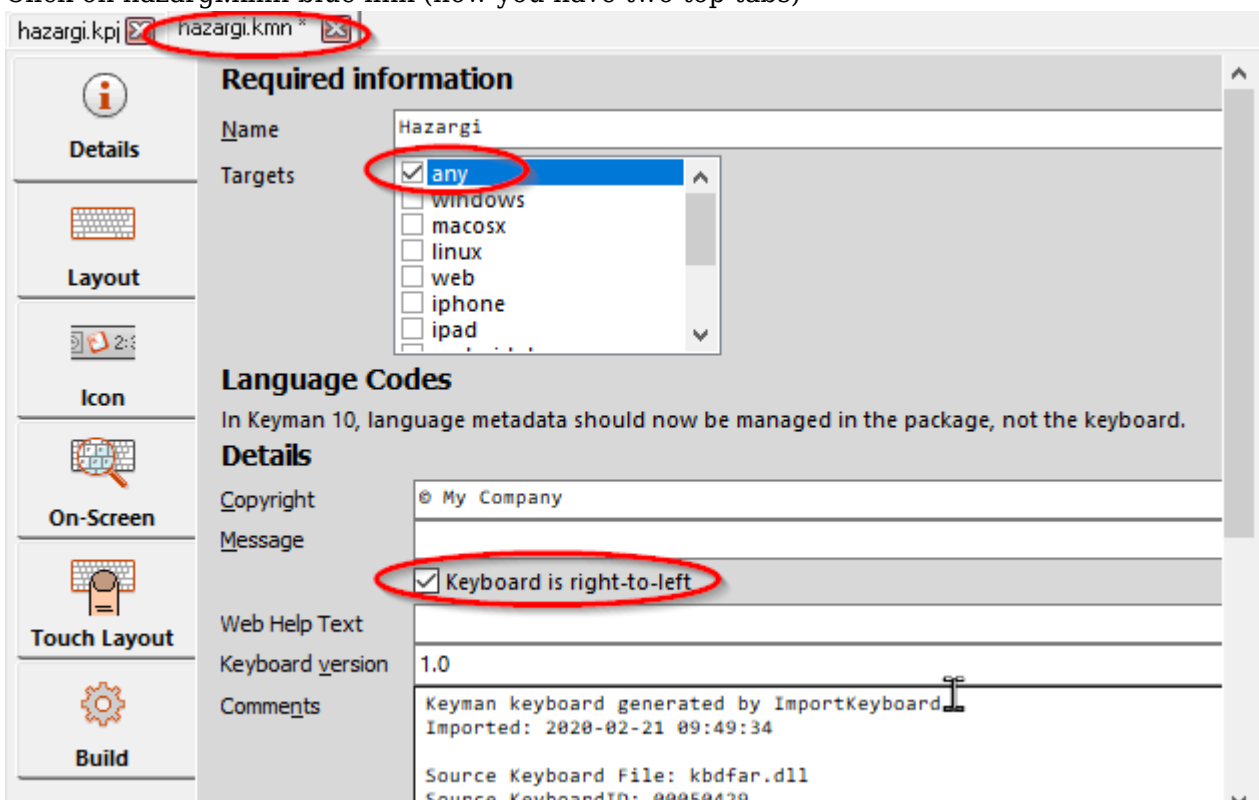 hazargi.kpj hazargi.kmn *
Details
Layout
2:
Icon
On-Screen
Touch Layout
Build
Required information
Name Hazargi
Targets any
windows
macosx
linux
web
iphone
ipad
Language Codes
In Keyman 10, language metadata should now be managed in the package, not the keyboard.
Details
Copyright © My Company
Message
Keyboard is right-to-left
Web Help Text
Keyboard version 1.0
Comments Keyman keyboard generated by ImportKeyboard
Imported: 2020-02-21 09:49:34
Source Keyboard File: kbdfar.dll
Source KeyboardID: 00050429